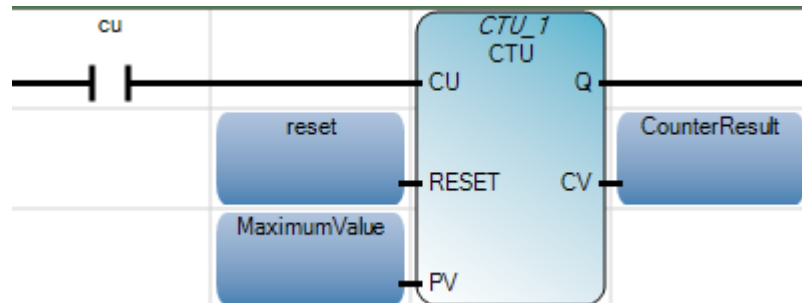 cu
CTU_1
CTU
CU
Q
reset
CounterResult
RESET
CV
MaximumValue
PV